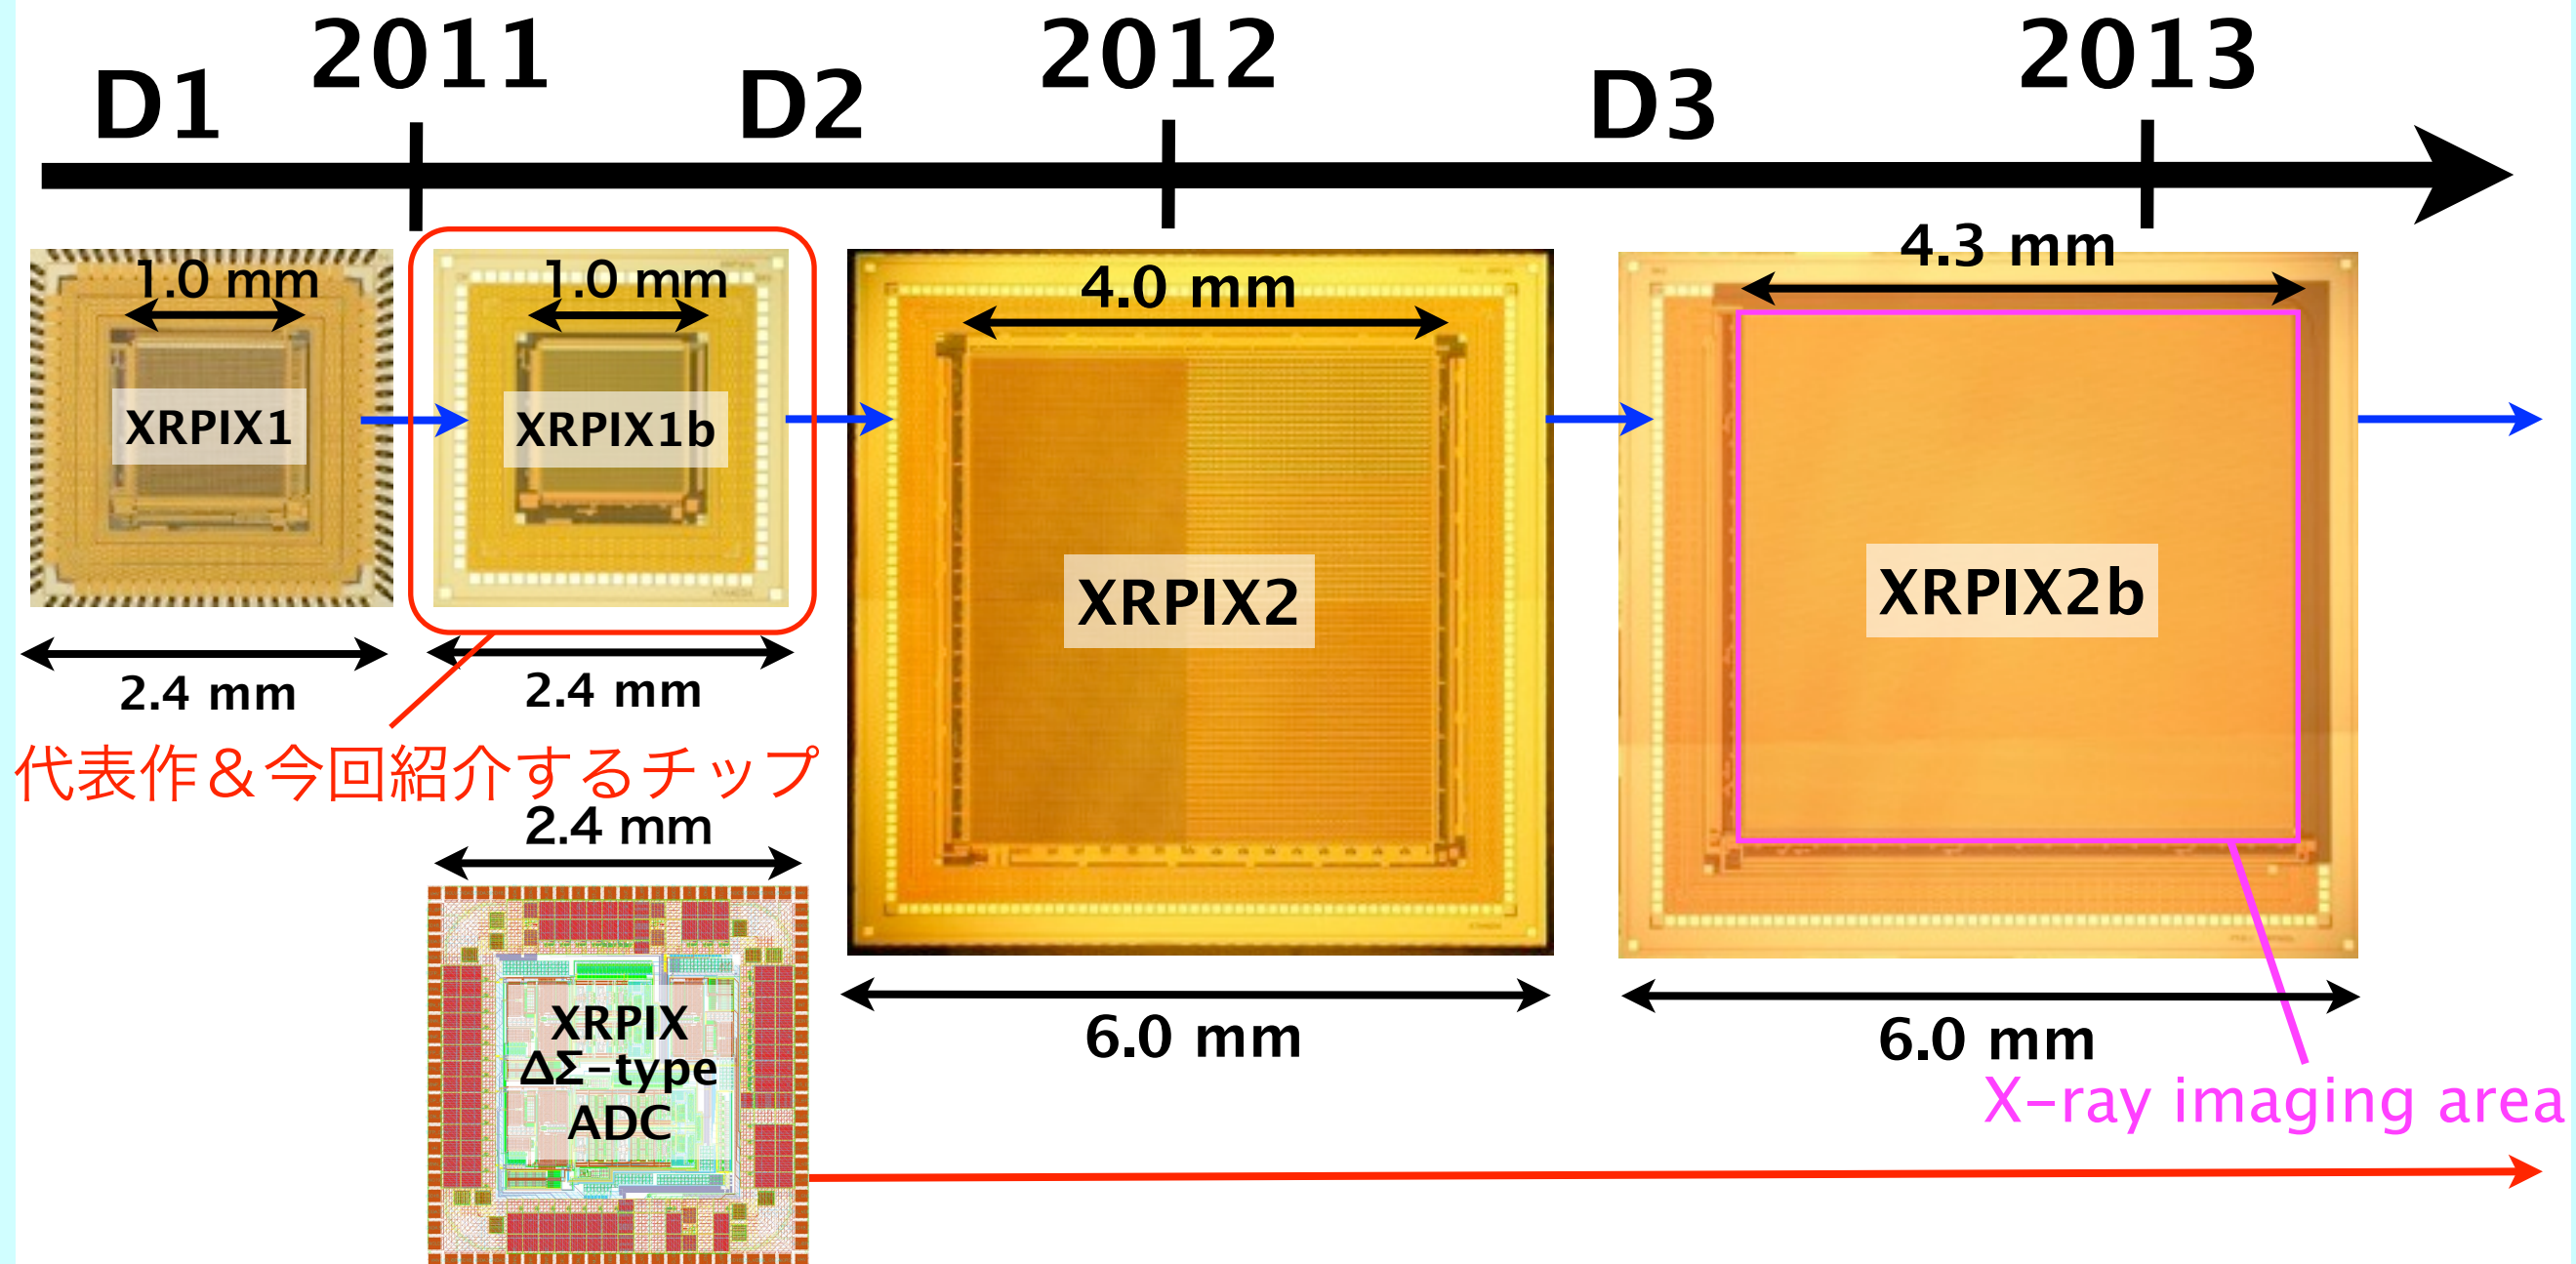 2011
2012
2013
D1
D2
D3
1.0 mm
1.0 mm
4.0 mm
4.3 mm
XRPIX1
XRPIX1b
XRPIX2
XRPIX2b
2.4 mm
2.4 mm
代表作＆今回紹介するチップ
2.4 mm
XRPIX
ΔΣ-type
ADC
6.0 mm
6.0 mm
X-ray imaging area